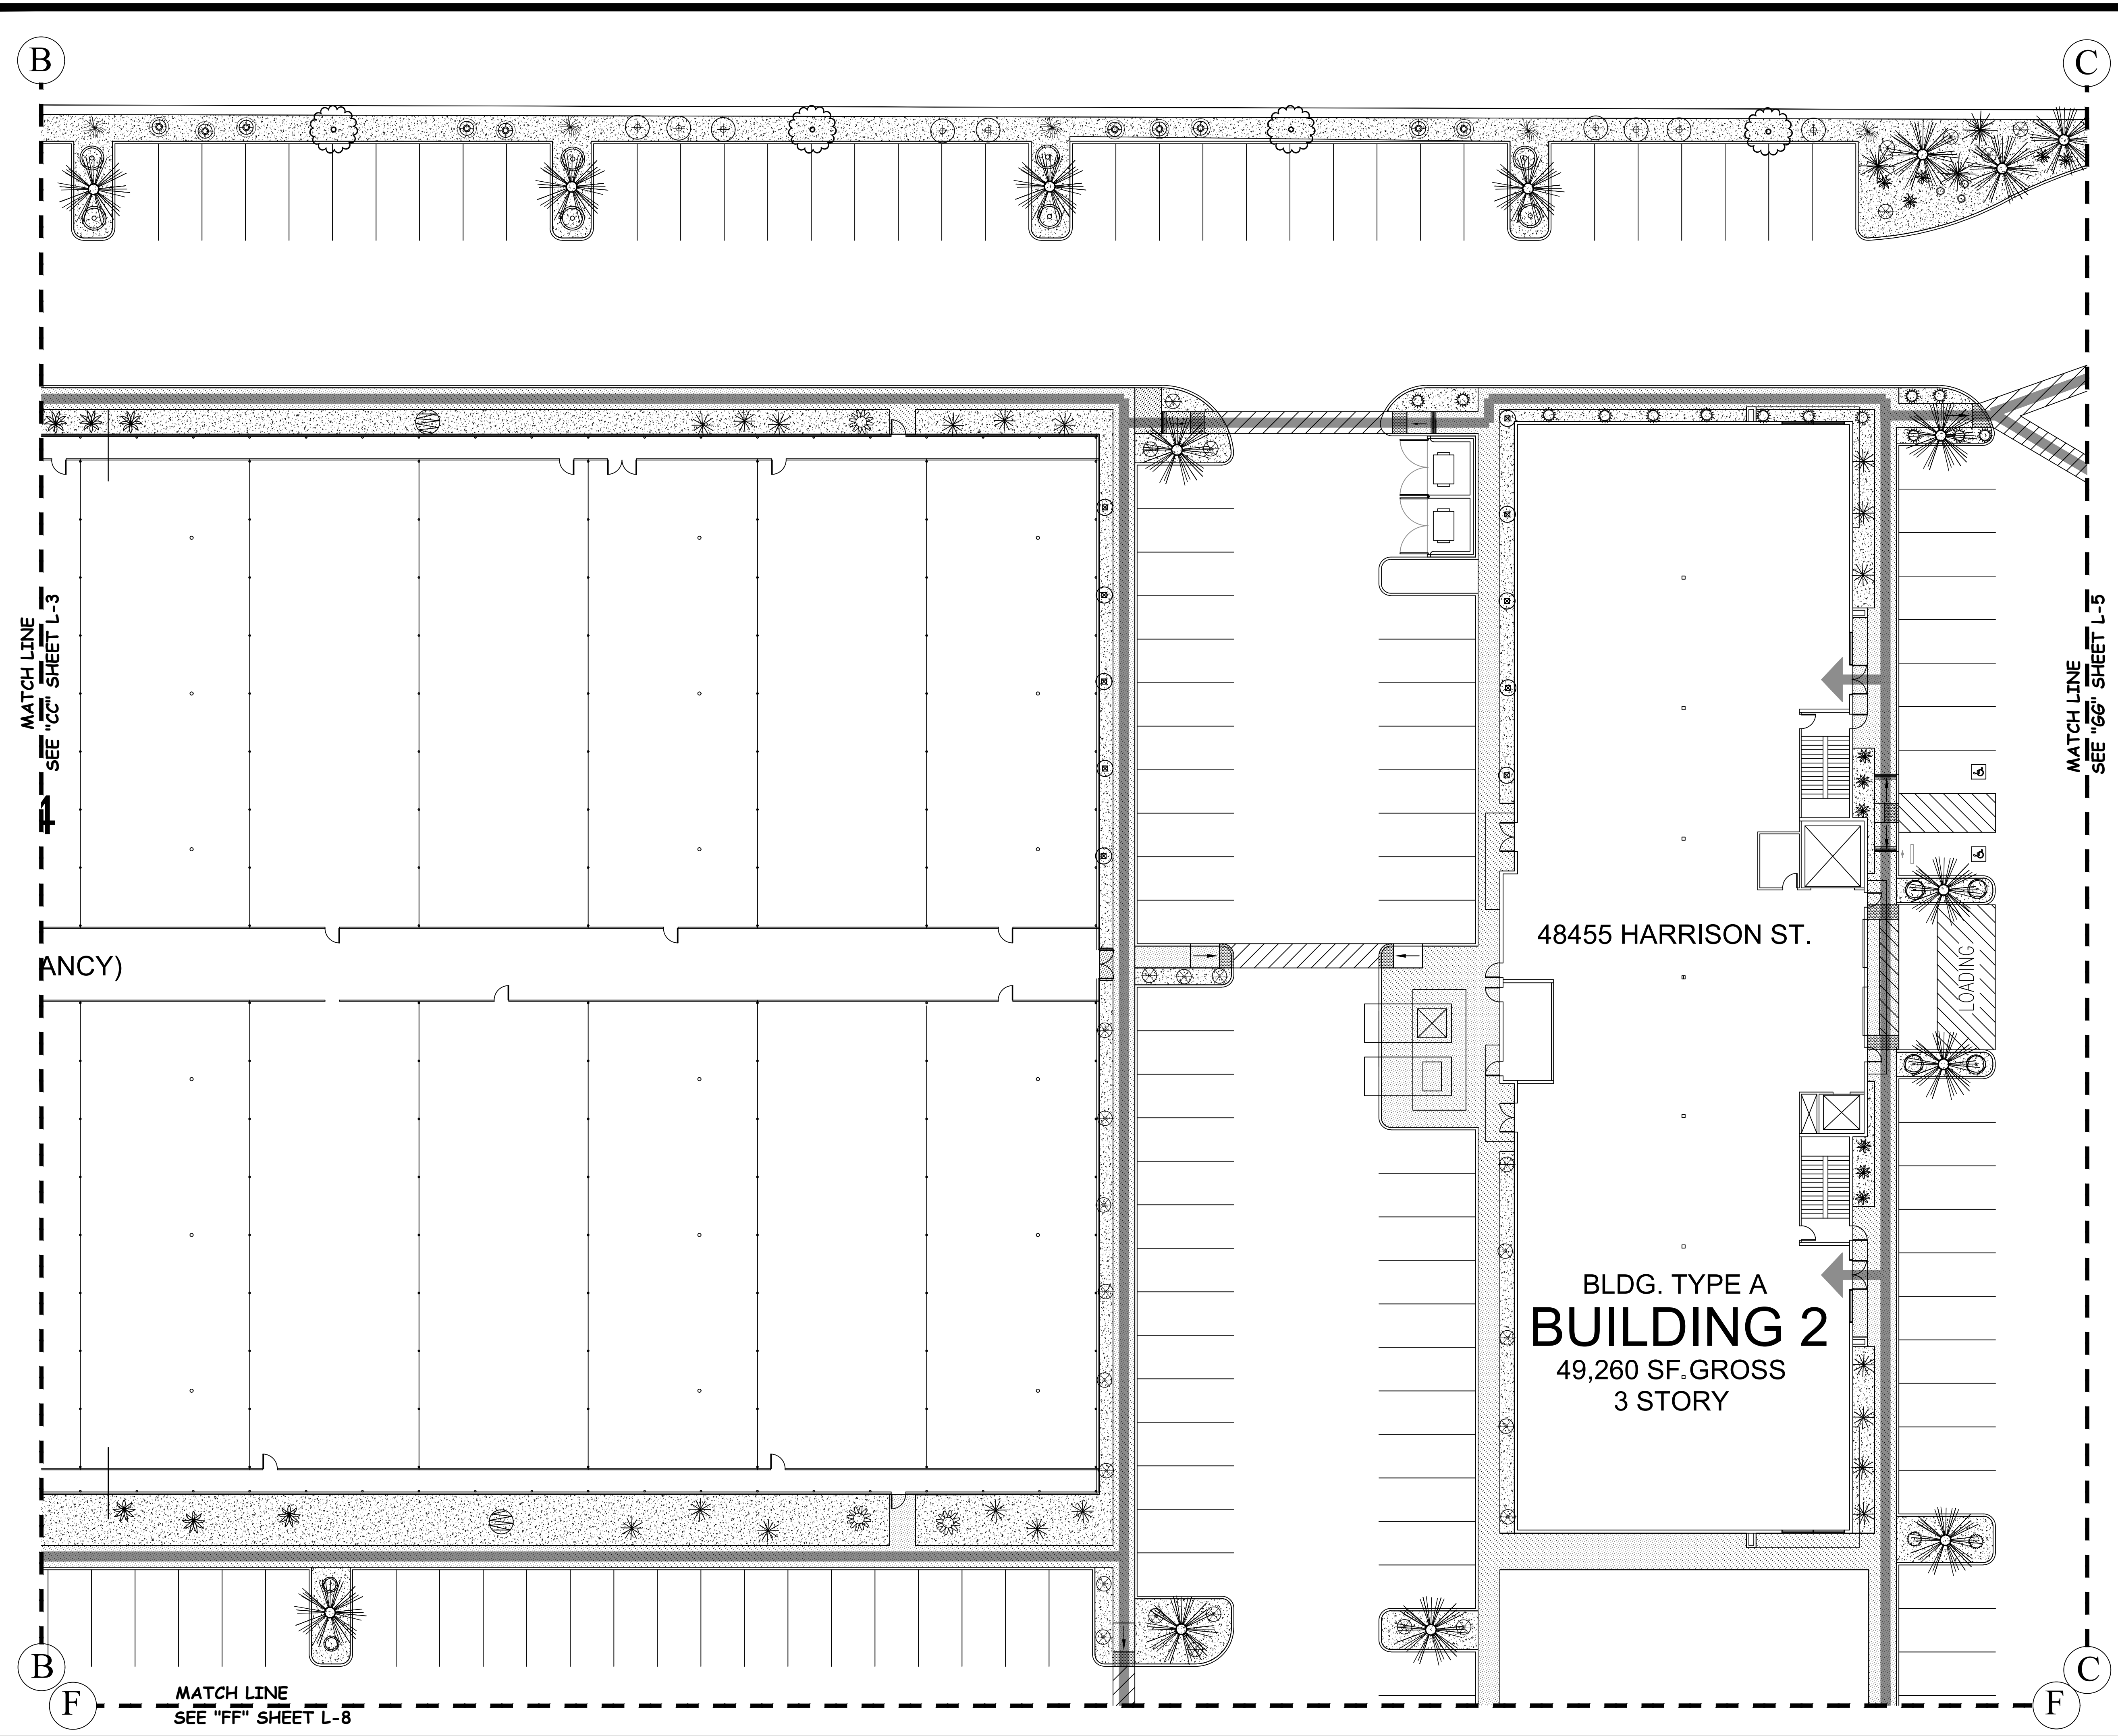 B
C
MATCH LINE
SEE "CC" SHEET L-3
MATCH LINE
SEE "GG" SHEET L-5
1
ANCY)
48455 HARRISON ST.
LOADING
BLDG. TYPE A
BUILDING 2
49,260 SF. GROSS
3 STORY
B
C
F
MATCH LINE
SEE "FF" SHEET L-8
F